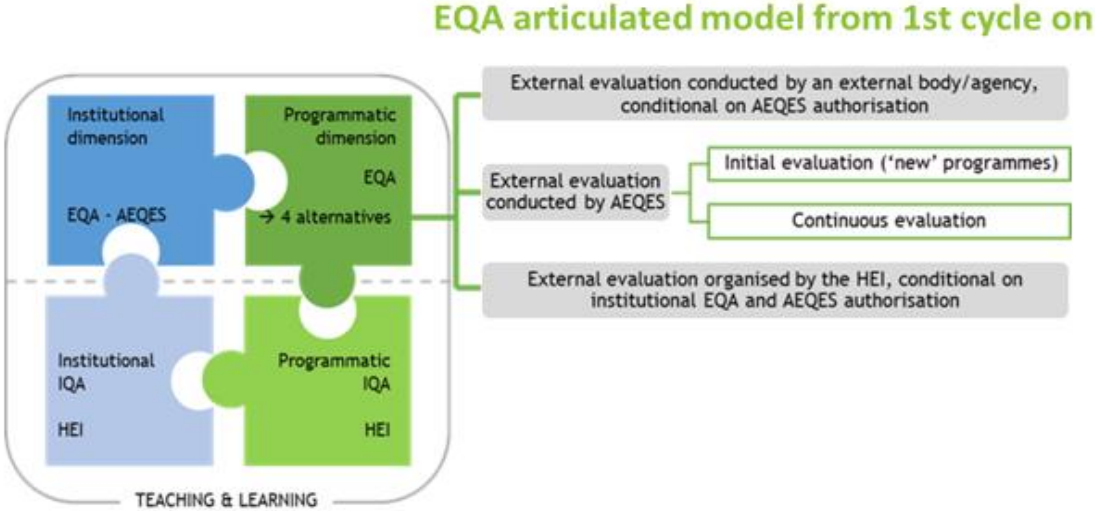 EQA articulated model from 1st cycle on
Institutional
dimension
EQA - AEQES
Programmatic
dimension
EQA
→ 4 alternatives
External evaluation conducted by an external body/agency,
conditional on AEQES authorisation
External evaluation
conducted by AEQES
Initial evaluation (‘new’ programmes)
Continuous evaluation
External evaluation organised by the HEI, conditional on
institutional EQA and AEQES authorisation
Institutional
IQA
HEI
Programmatic
IQA
HEI
TEACHING & LEARNING